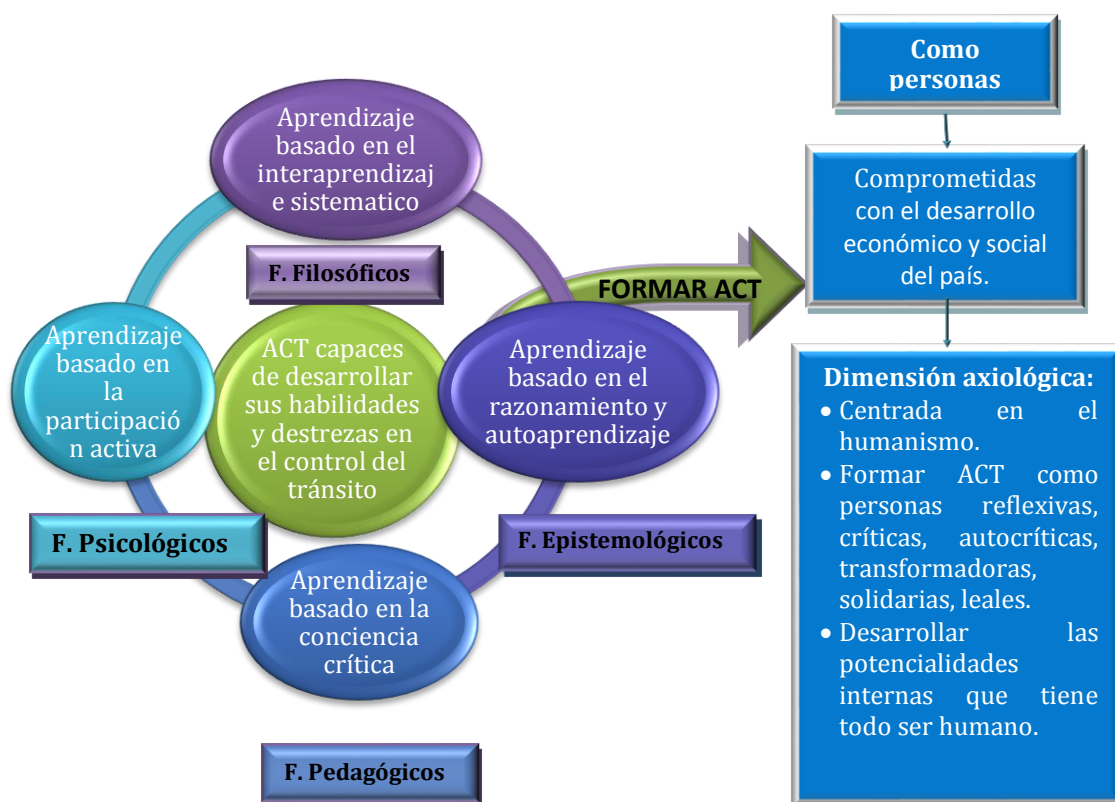 Aprendizaje
basado en el
interaprendizaj
e sistematico
F. Filosóficos
Aprendizaje
basado en
la
participació
n activa
ACT capaces
de desarrollar
sus habilidades
y destrezas en
el control del
tránsito
Aprendizaje
basado en el
razonamiento y
autoaprendizaje
F. Psicológicos
F. Epistemológicos
Aprendizaje
basado en la
conciencia
crítica
F. Pedagógicos
FORMAR ACT
Como
personas
Comprometidas
con el desarrollo
económico y social
del país.
Dimensión axiológica:
• Centrada en el
humanismo.
• Formar ACT como
personas reflexivas,
críticas, autocríticas,
transformadoras,
solidarias, leales.
• Desarrollar las
potencialidades
internas que tiene
todo ser humano.